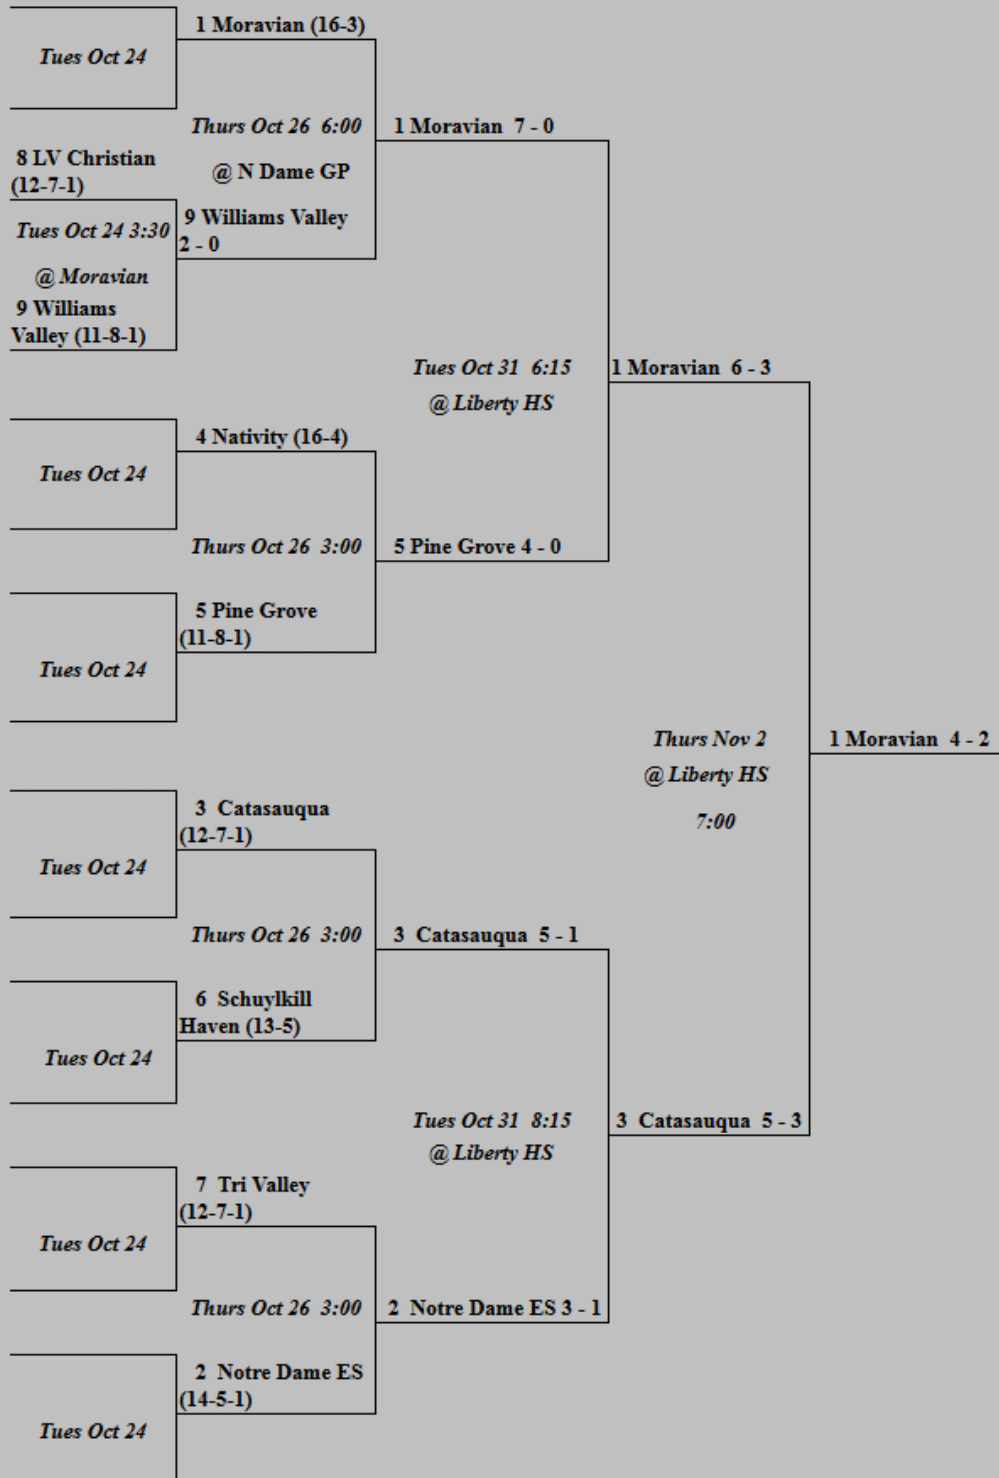 1 Moravian (16-3)
Tues Oct 24
Thurs Oct 26 6:00
1 Moravian 7 - 0
8 LV Christian
(12-7-1)
@ N Dame GP
Tues Oct 24 3:30
9 Williams Valley
2 - 0
@ Moravian
9 Williams
Valley (11-8-1)
Tues Oct 31 6:15
1 Moravian 6 - 3
@ Liberty HS
4 Nativity (16-4)
Tues Oct 24
Thurs Oct 26 3:00
5 Pine Grove 4 - 0
5 Pine Grove
(11-8-1)
Tues Oct 24
Thurs Nov 2
1 Moravian 4 - 2
@ Liberty HS
7:00
3 Catasauqua
(12-7-1)
Tues Oct 24
Thurs Oct 26 3:00
3 Catasauqua 5 - 1
6 Schuylkill
Haven (13-5)
Tues Oct 24
Tues Oct 31 8:15
3 Catasauqua 5 - 3
@ Liberty HS
7 Tri Valley
(12-7-1)
Tues Oct 24
Thurs Oct 26 3:00
2 Notre Dame ES 3 - 1
2 Notre Dame ES
(14-5-1)
Tues Oct 24